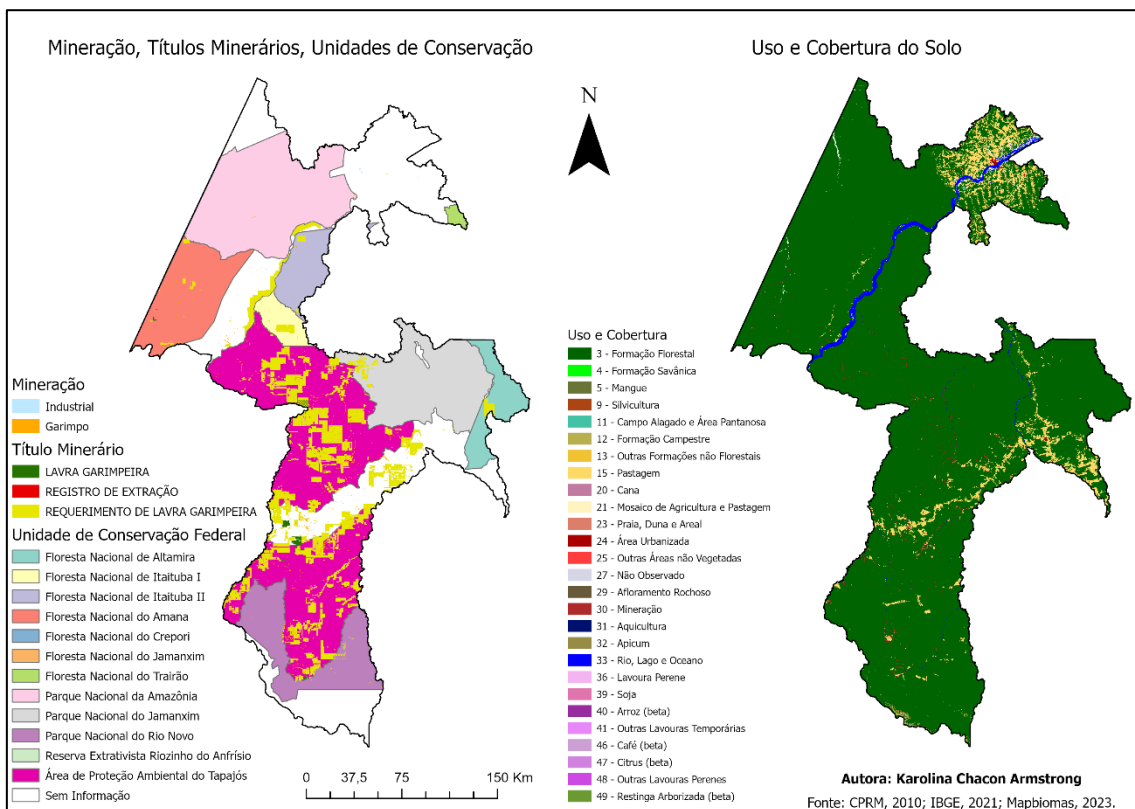 Mineração, Títulos Minerários, Unidades de Conservação
Uso e Cobertura do Solo
N
Mineração
Industrial
Garimpo
Título Minerário
LAVRA GARIMPEIRA
REGISTRO DE EXTRAÇÃO
REQUERIMENTO DE LAVRA GARIMPEIRA
Unidade de Conservação Federal
Floresta Nacional de Altamira
Floresta Nacional de Itaituba I
Floresta Nacional de Itaituba II
Floresta Nacional do Amana
Floresta Nacional do Crepori
Floresta Nacional do Jamanxim
Floresta Nacional do Trairão
Parque Nacional da Amazônia
Parque Nacional do Jamanxim
Parque Nacional do Rio Novo
Reserva Extrativista Riozinho do Anfrísio
Área de Proteção Ambiental do Tapajós
Sem Informação
0 37,5 75 150 Km
Uso e Cobertura
3 - Formação Florestal
4 - Formação Savânica
5 - Mangue
9 - Silvicultura
11 - Campo Alagado e Área Pantanosa
12 - Formação Campestre
13 - Outras Formações não Florestais
15 - Pastagem
20 - Cana
21 - Mosaico de Agricultura e Pastagem
23 - Praia, Duna e Areal
24 - Área Urbanizada
25 - Outras Áreas não Vegetadas
27 - Não Observado
29 - Afloramento Rochoso
30 - Mineração
31 - Aquicultura
32 - Apicum
33 - Rio, Lago e Oceano
36 - Lavoura Perene
39 - Soja
40 - Arroz (beta)
41 - Outras Lavouras Temporárias
46 - Café (beta)
47 - Citrus (beta)
48 - Outras Lavouras Perenes
49 - Restinga Arborizada (beta)
Autora: Karolina Chacon Armstrong
Fonte: CPRM, 2010; IBGE, 2021; Mapbiomas, 2023.